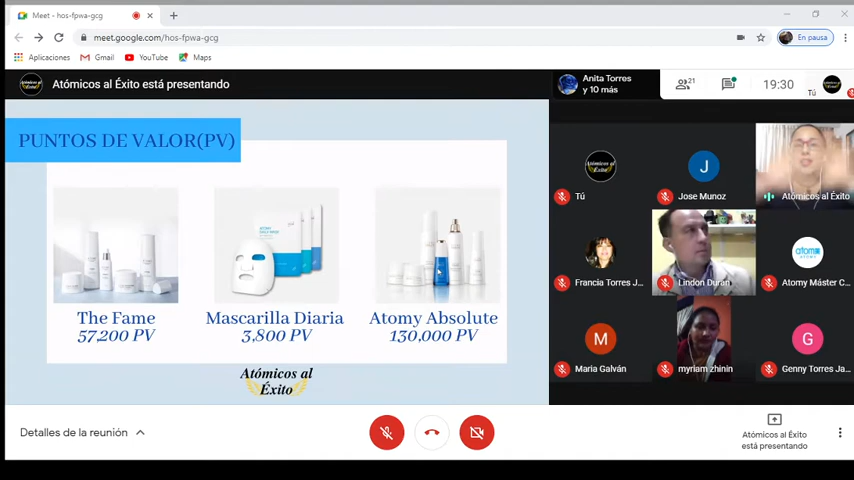 Meet - hos-fpwa-gcg
meet.google.com/hos-fpwa-gcg
En pausa
Aplicaciones
Gmail
YouTube
Maps
Atómicos al Éxito está presentando
Anita Torres
y 10 más
21
19:30
Tú
PUNTOS DE VALOR(PV)
The Fame
57,200 PV
Mascarilla Diaria
3,800 PV
Atomy Absolute
130,000 PV
Atómicos al
Éxito
Atómicos al
Éxito
Tú
J
Jose Munoz
Atómicos al Éxito
Francia Torres J...
Lindon Duran
atom
Atomy Máster C...
M
Maria Galván
myriam zhinin
G
Genny Torres Ja...
Detalles de la reunión
Atómicos al Éxito
está presentando